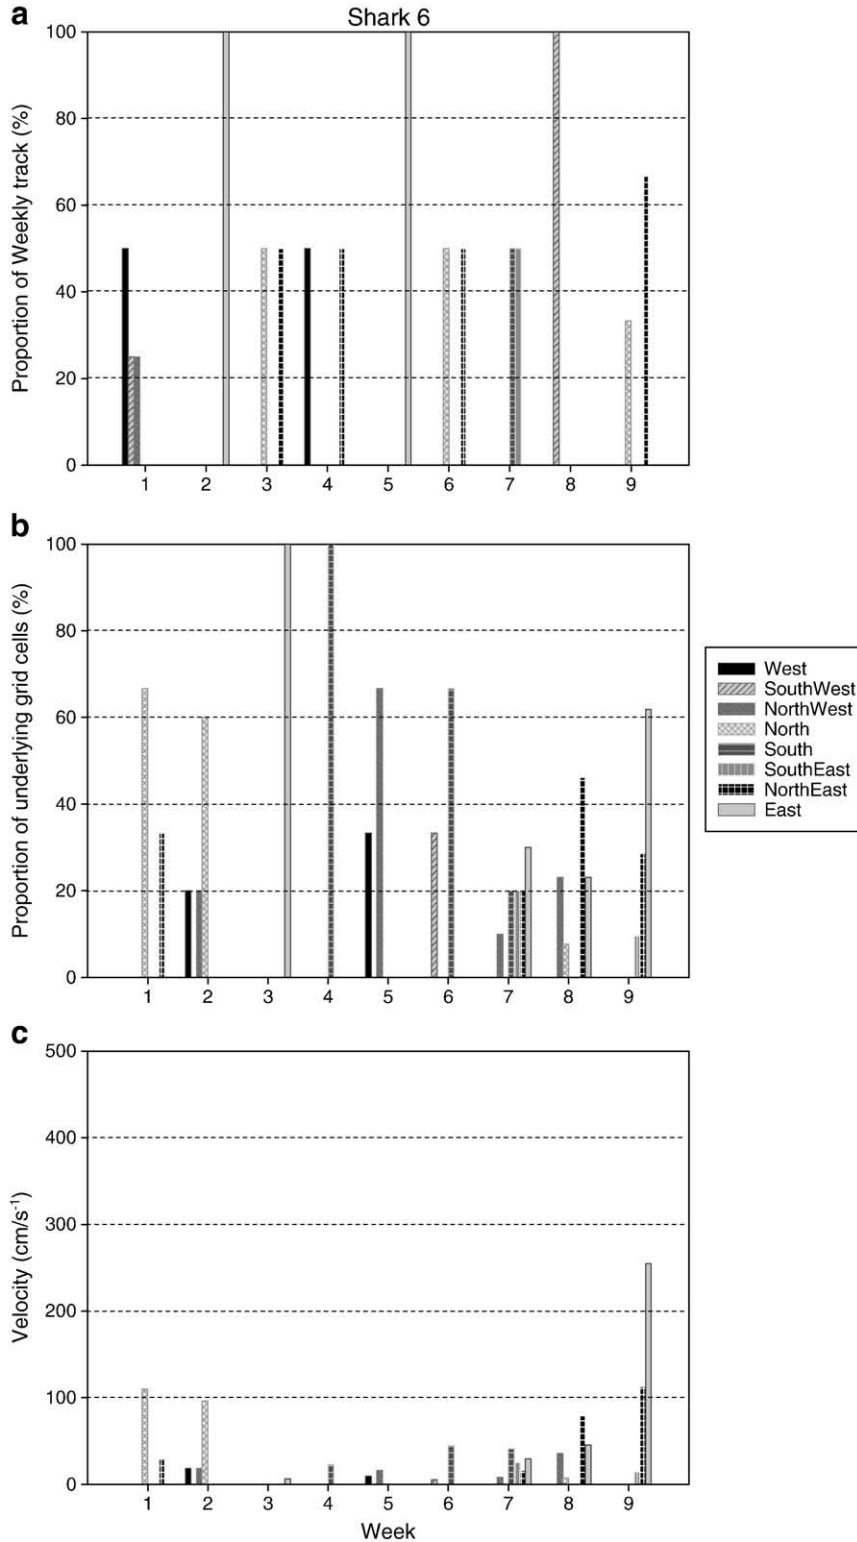 a
Shark 6
Proportion of Weekly track (%)
100
80
60
40
20
0
1 2 3 4 5 6 7 8 9
b
Proportion of underlying grid cells (%)
100
80
60
40
20
0
1 2 3 4 5 6 7 8 9
West
SouthWest
NorthWest
North
South
SouthEast
NorthEast
East
c
Velocity (cm/s⁻¹)
500
400
300
200
100
0
1 2 3 4 5 6 7 8 9
Week